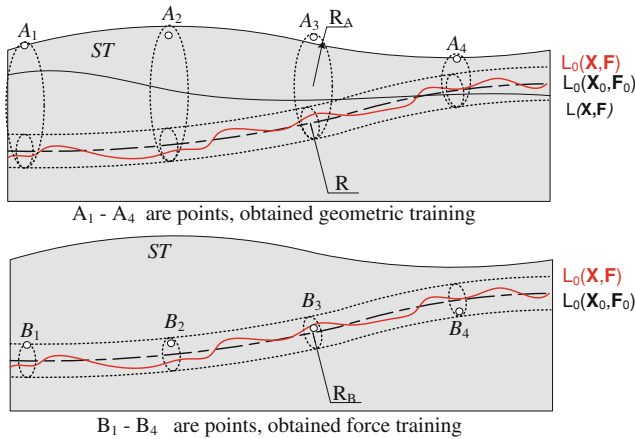 A1
A2
A3
RA
A4
ST
L0(X,F)
L0(X0,F0)
L(X,F)
R
A1 - A4 are points, obtained geometric training
ST
L0(X,F)
L0(X0,F0)
B1
B2
B3
B4
RB
B1 - B4 are points, obtained force training